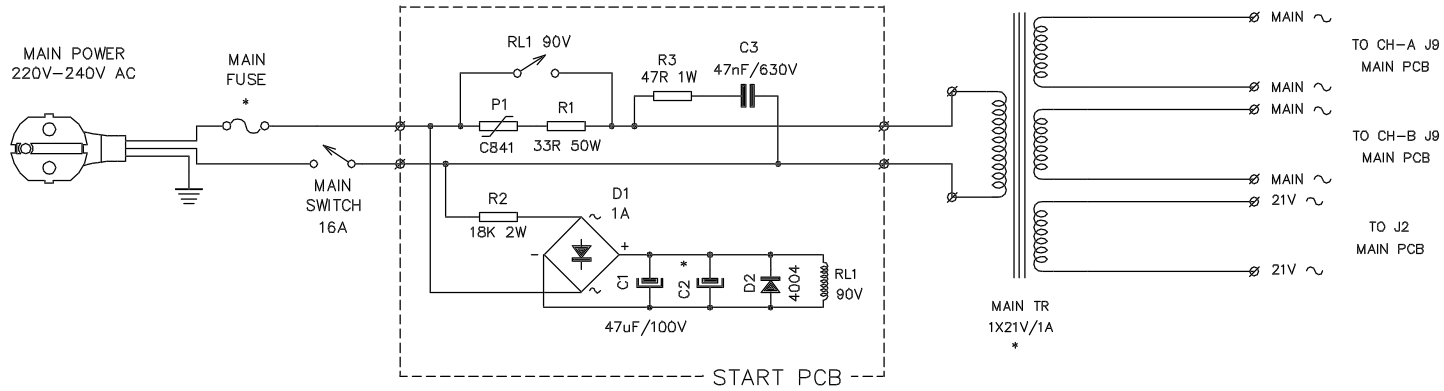 MAIN POWER
220V-240V AC
MAIN
FUSE
*
MAIN
SWITCH
16A
RL1 90V
P1
C841
R1
33R 50W
R3
47R 1W
C3
47nF/630V
R2
18K 2W
D1
1A
~
-
+
~
C1
*
C2
47uF/100V
D2
4004
RL1
90V
START PCB
MAIN TR
1X21V/1A
*
MAIN ~
MAIN ~
TO CH-A J9
MAIN PCB
MAIN ~
MAIN ~
TO CH-B J9
MAIN PCB
21V ~
21V ~
TO J2
MAIN PCB